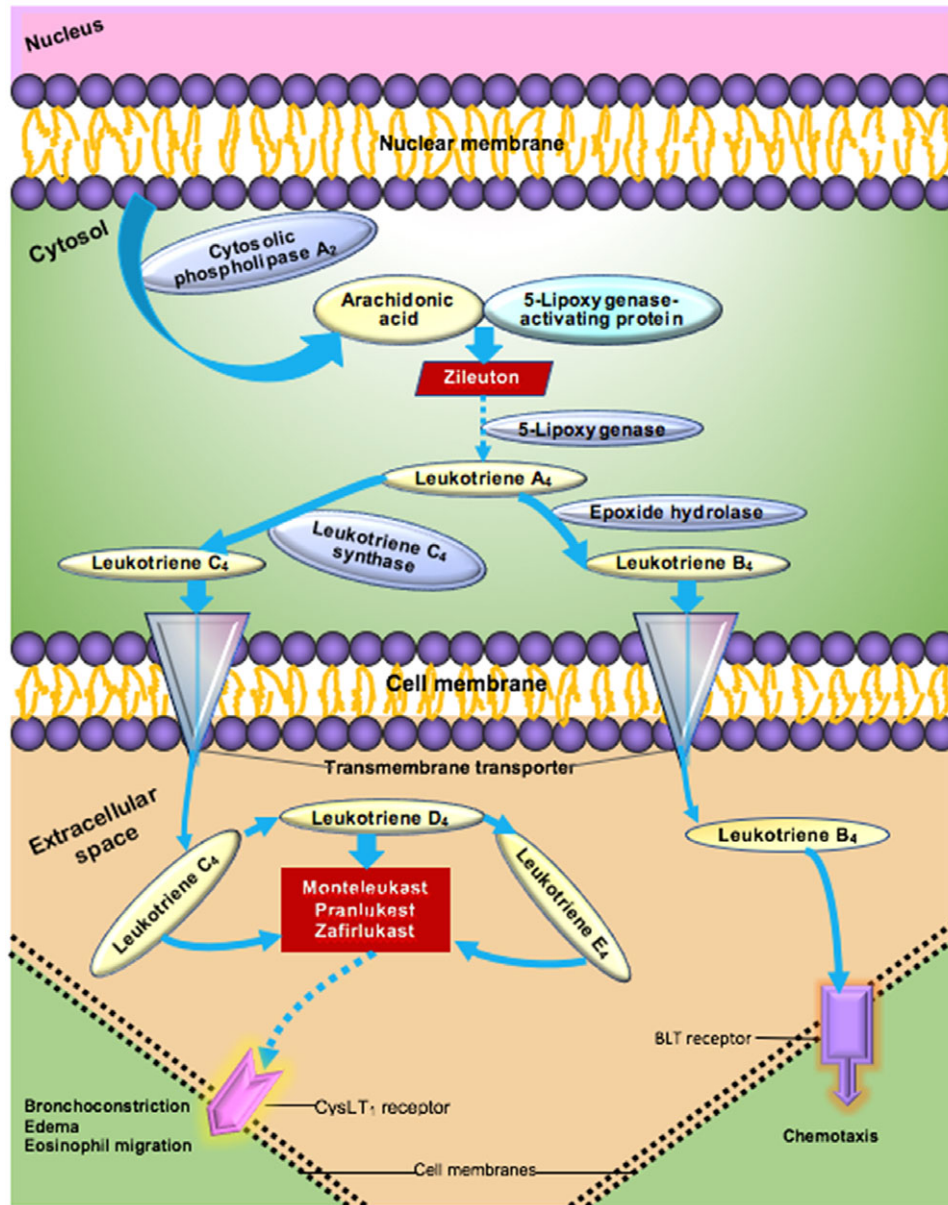 Nucleus
Nuclear membrane
Cytosol
Cytosolic
phospholipase A₂
Arachidonic
acid
5-Lipoxygenase-
activating protein
Zileuton
5-Lipoxygenase
Leukotriene A₄
Epoxide hydrolase
Leukotriene C₄
synthase
Leukotriene C₄
Leukotriene B₄
Cell membrane
Transmembrane transporter
Extracellular
space
Leukotriene D₄
Leukotriene B₄
Leukotriene C₄
Monteleukast
Pranlukest
Zafirlukast
Leukotriene E₄
BLT receptor
CysLT₁ receptor
Bronchoconstriction
Edema
Eosinophil migration
Chemotaxis
Cell membranes